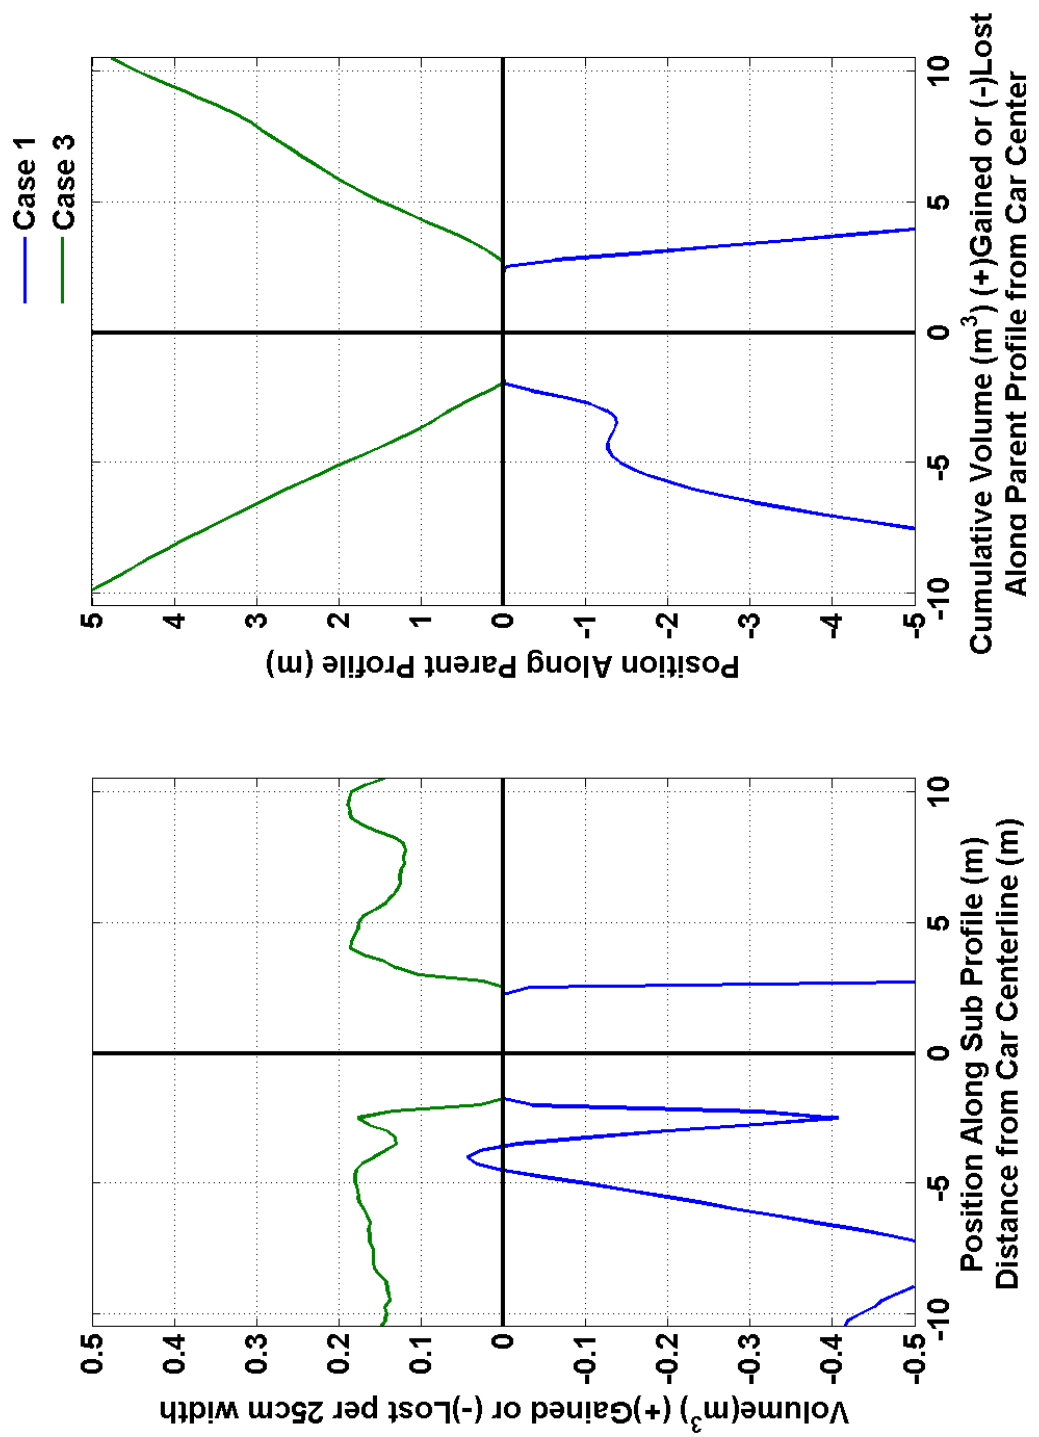 Case 1
Case 3
Volume(m³) (+)Gained or (-)Lost per 25cm width
0.5
0.4
0.3
0.2
0.1
0
-0.1
-0.2
-0.3
-0.4
-0.5
-10 -5 0 5 10
Position Along Sub Profile (m)
Distance from Car Centerline (m)
Position Along Parent Profile (m)
5
4
3
2
1
0
-1
-2
-3
-4
-5
-10 -5 0 5 10
Cumulative Volume (m³) (+)Gained or (-)Lost
Along Parent Profile from Car Center